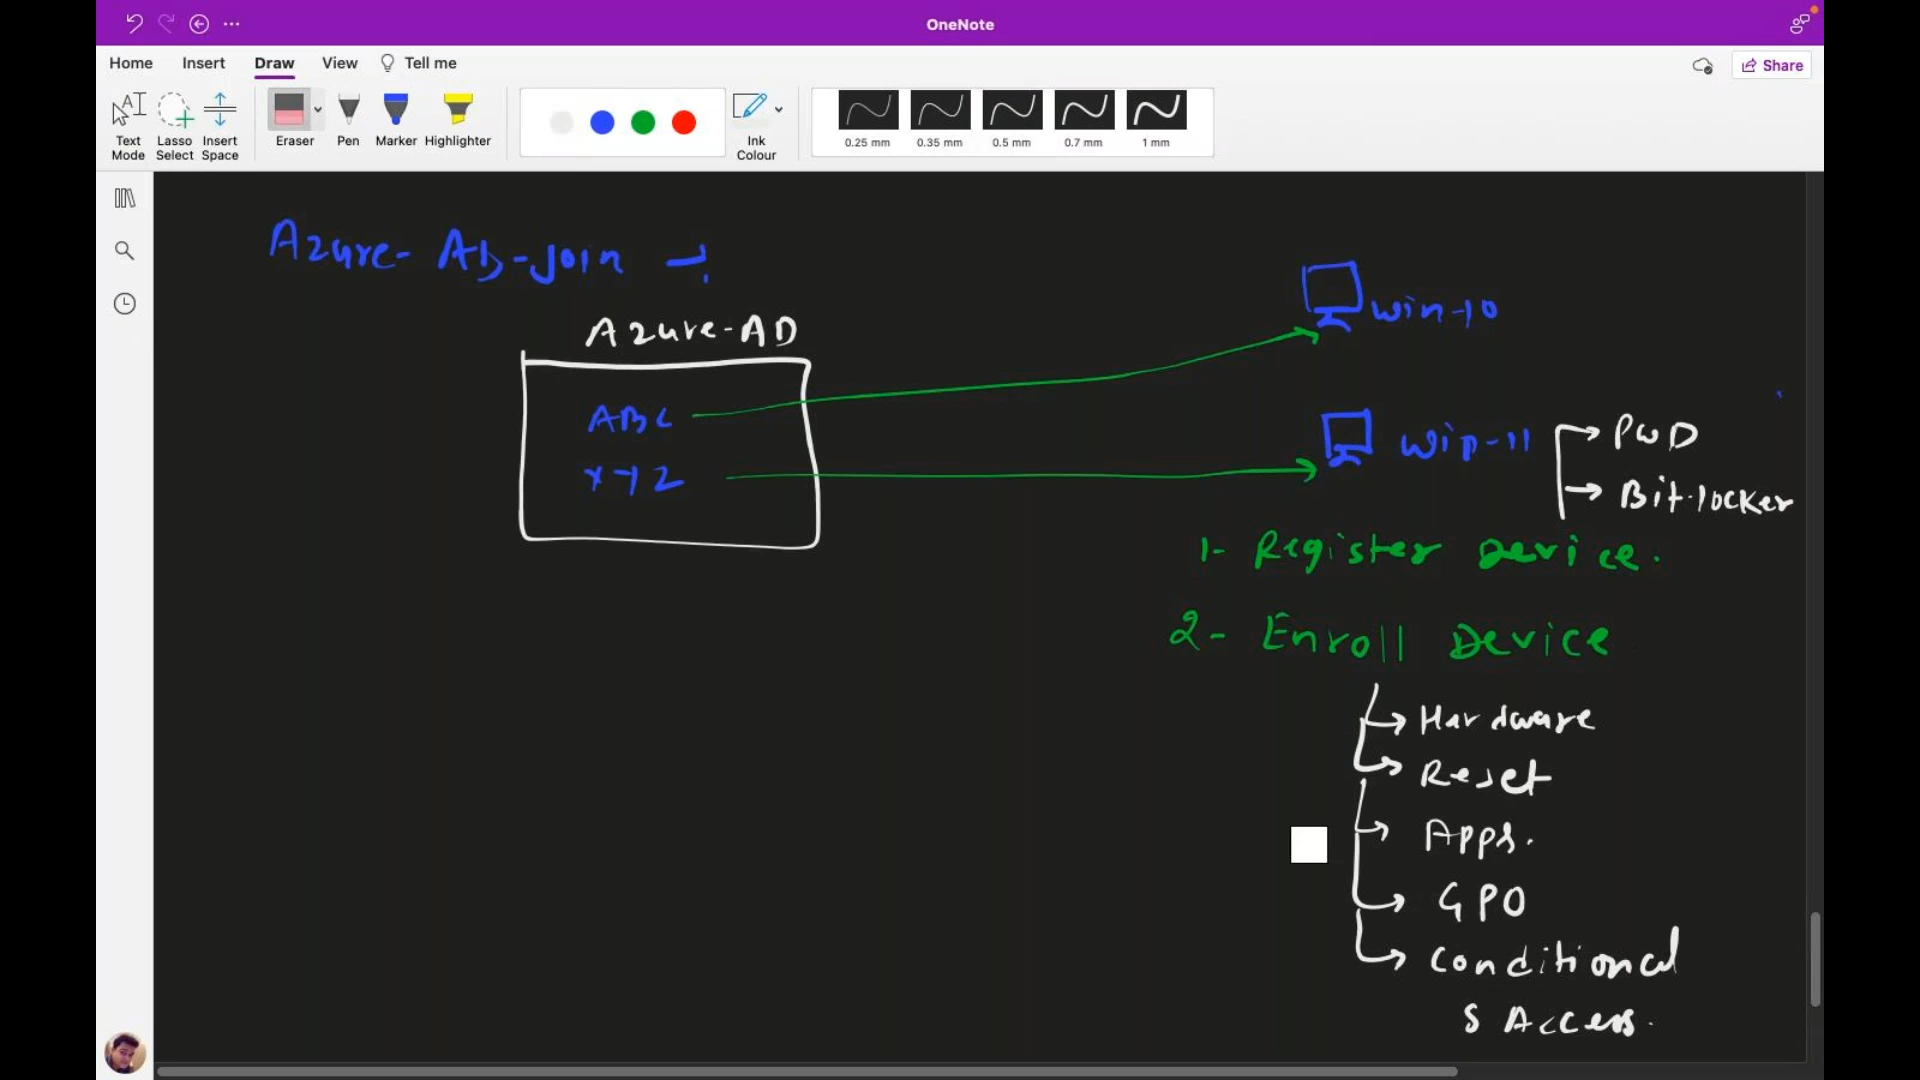 OneNote
Home Insert Draw View Tell me
Share
Text Mode
Lasso Select
Insert Space
Eraser
Pen
Marker
Highlighter
Ink Colour
0.25 mm
0.35 mm
0.5 mm
0.7 mm
1 mm
Azure-AD-join
Azure-AD
ABC
XYZ
Win-10
Win-11
PWD
Bit-locker
1- Register Device.
2- Enroll Device
Hardware
Reset
Apps.
GPO
Conditional
S Access.